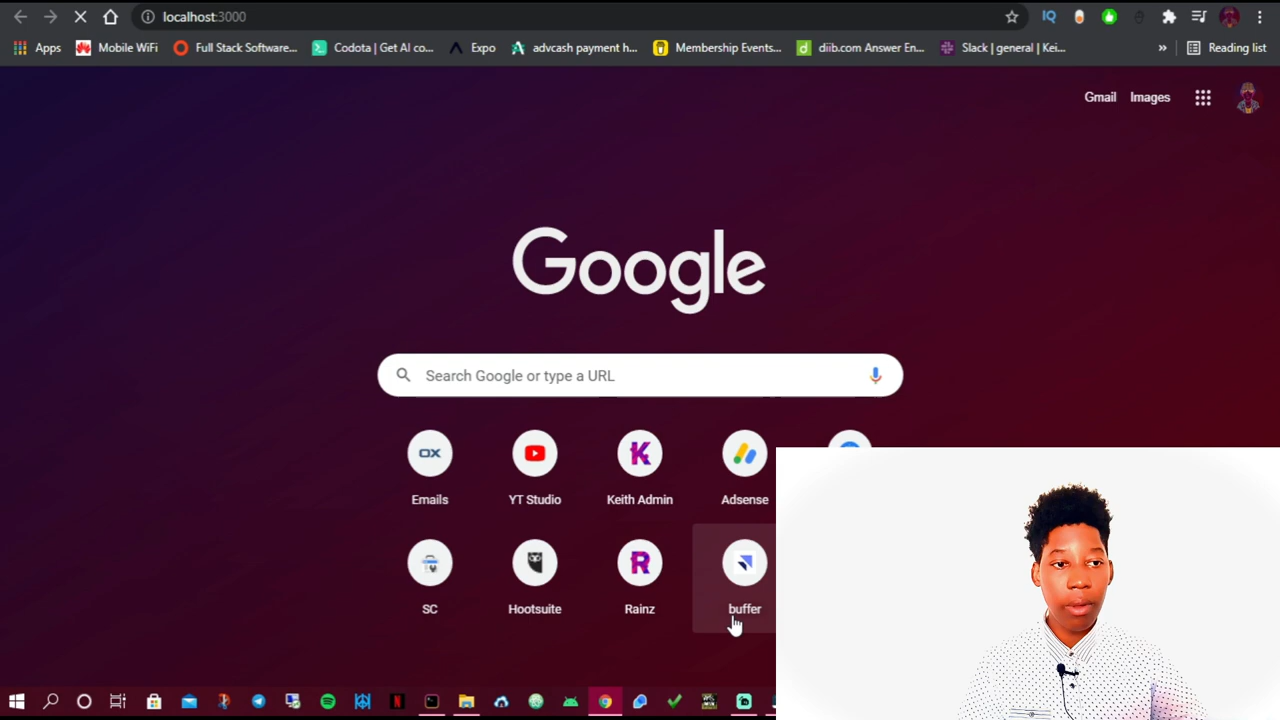 localhost:3000
Apps
Mobile WiFi
Full Stack Software...
Codota | Get AI co...
Expo
advcash payment h...
Membership Events...
diib.com Answer En...
Slack | general | Kei...
»
Reading list
Gmail
Images
Google
Search Google or type a URL
OX
K
Emails
YT Studio
Keith Admin
Adsense
R
SC
Hootsuite
Rainz
buffer